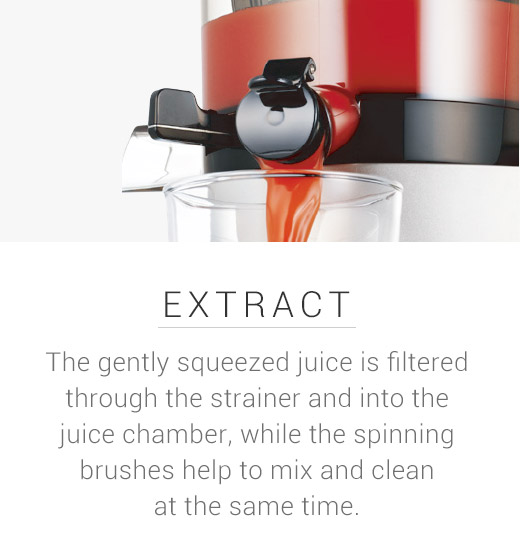 EXTRACT
The gently squeezed juice is filtered
through the strainer and into the
juice chamber, while the spinning
brushes help to mix and clean
at the same time.